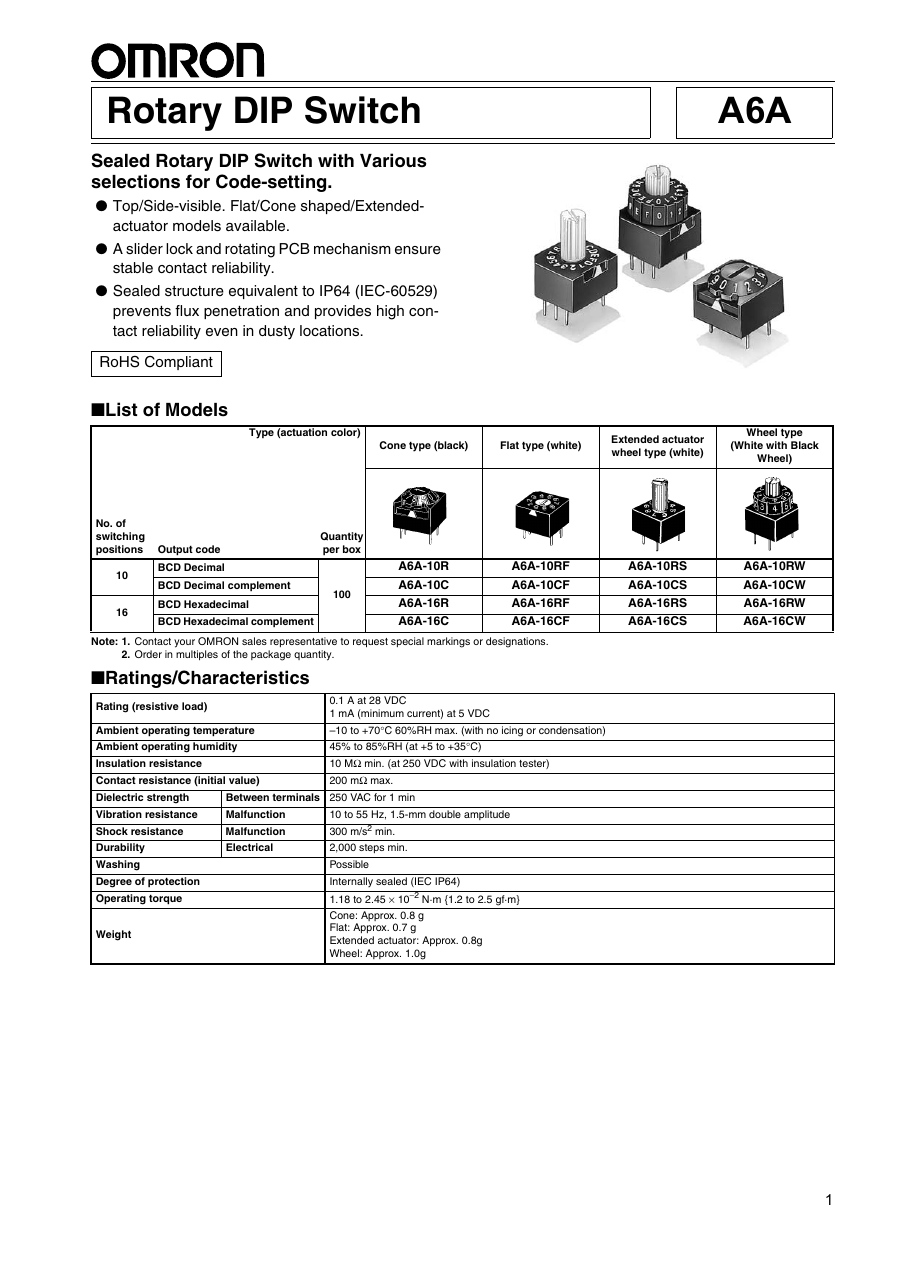 OMRON
Rotary DIP Switch
A6A
Sealed Rotary DIP Switch with Various
selections for Code-setting.
● Top/Side-visible. Flat/Cone shaped/Extended-
actuator models available.
● A slider lock and rotating PCB mechanism ensure
stable contact reliability.
● Sealed structure equivalent to IP64 (IEC-60529)
prevents flux penetration and provides high con-
tact reliability even in dusty locations.
RoHS Compliant
■List of Models
Type (actuation color)
Cone type (black)
Flat type (white)
Extended actuator
wheel type (white)
Wheel type
(White with Black
Wheel)
No. of
switching
positions
Output code
Quantity
per box
10
BCD Decimal
100
A6A-10R
A6A-10RF
A6A-10RS
A6A-10RW
BCD Decimal complement
A6A-10C
A6A-10CF
A6A-10CS
A6A-10CW
16
BCD Hexadecimal
A6A-16R
A6A-16RF
A6A-16RS
A6A-16RW
BCD Hexadecimal complement
A6A-16C
A6A-16CF
A6A-16CS
A6A-16CW
Note: 1. Contact your OMRON sales representative to request special markings or designations.
2. Order in multiples of the package quantity.
■Ratings/Characteristics
Rating (resistive load)
0.1 A at 28 VDC
1 mA (minimum current) at 5 VDC
Ambient operating temperature
–10 to +70°C 60%RH max. (with no icing or condensation)
Ambient operating humidity
45% to 85%RH (at +5 to +35°C)
Insulation resistance
10 MΩ min. (at 250 VDC with insulation tester)
Contact resistance (initial value)
200 mΩ max.
Dielectric strength
Between terminals
250 VAC for 1 min
Vibration resistance
Malfunction
10 to 55 Hz, 1.5-mm double amplitude
Shock resistance
Malfunction
300 m/s² min.
Durability
Electrical
2,000 steps min.
Washing
Possible
Degree of protection
Internally sealed (IEC IP64)
Operating torque
1.18 to 2.45 × 10⁻² N·m {1.2 to 2.5 gf·m}
Weight
Cone: Approx. 0.8 g
Flat: Approx. 0.7 g
Extended actuator: Approx. 0.8g
Wheel: Approx. 1.0g
1